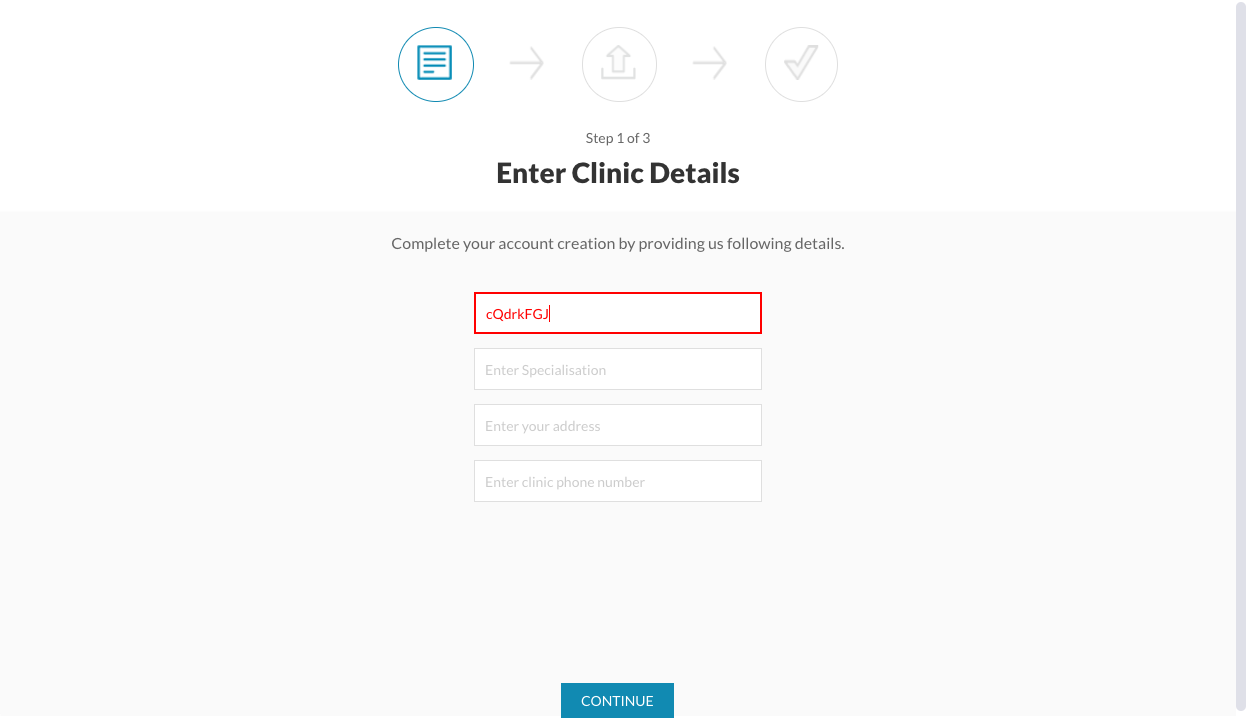 Step 1 of 3
Enter Clinic Details
Complete your account creation by providing us following details.
cQdrkFGJ
Enter Specialisation
Enter your address
Enter clinic phone number
CONTINUE